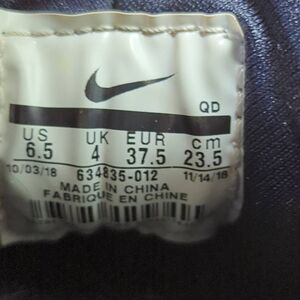 QD
US UK EUR cm
6.5 4 37.5 23.5
10/03/18 634835-012 11/14/18
MADE IN CHINA
FABRIQUE EN CHINE